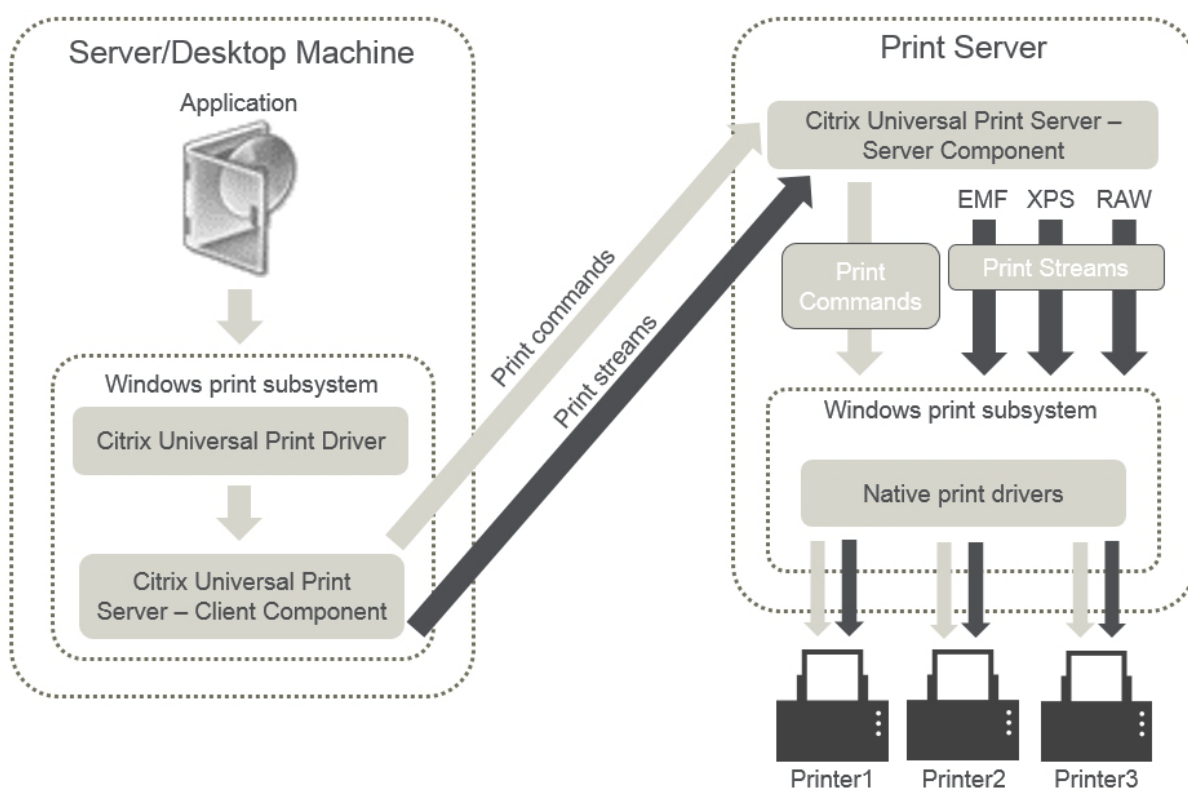 Server/Desktop Machine
Application
Windows print subsystem
Citrix Universal Print Driver
Citrix Universal Print
Server – Client Component
Print commands
Print streams
Print Server
Citrix Universal Print Server –
Server Component
EMF XPS RAW
Print
Commands
Print Streams
Windows print subsystem
Native print drivers
Printer1 Printer2 Printer3